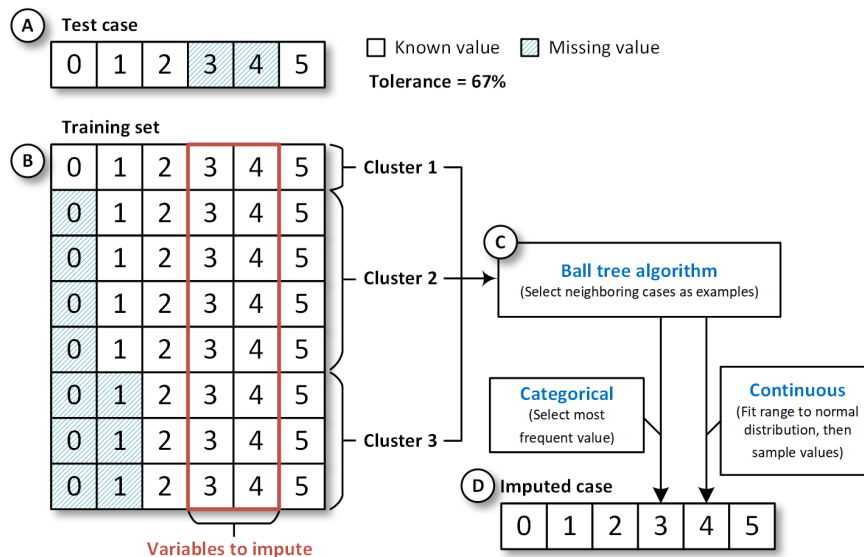 A
Test case
0 1 2 3 4 5
Known value
Missing value
Tolerance = 67%
Training set
B
0 1 2 3 4 5
0 1 2 3 4 5
0 1 2 3 4 5
0 1 2 3 4 5
0 1 2 3 4 5
0 1 2 3 4 5
0 1 2 3 4 5
0 1 2 3 4 5
Variables to impute
Cluster 1
Cluster 2
Cluster 3
C
Ball tree algorithm
(Select neighboring cases as examples)
Categorical
(Select most
frequent value)
Continuous
(Fit range to normal
distribution, then
sample values)
D
Imputed case
0 1 2 3 4 5